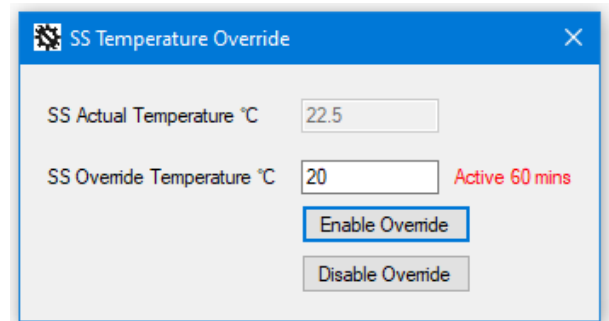 SS Temperature Override
SS Actual Temperature °C 22.5
SS Override Temperature °C 20 Active 60 mins
Enable Override
Disable Override